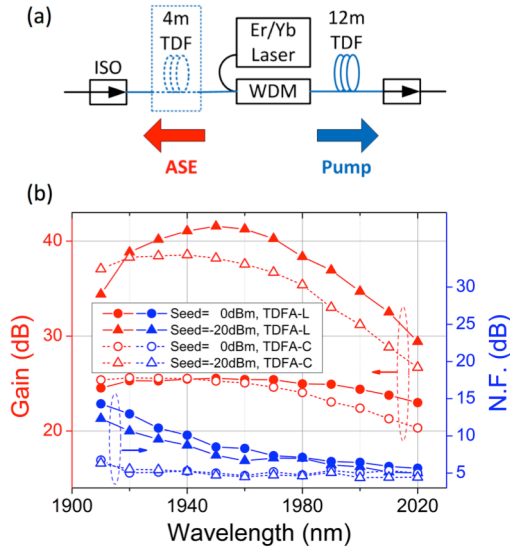 (a)
4m
TDF
Er/Yb
Laser
12m
TDF
ISO
WDM
ASE
Pump
(b)
40
30
20
Gain (dB)
Seed= 0dBm, TDFA-L
Seed=-20dBm, TDFA-L
Seed= 0dBm, TDFA-C
Seed=-20dBm, TDFA-C
30
25
20
15
10
5
N.F. (dB)
1900
1940
1980
2020
Wavelength (nm)